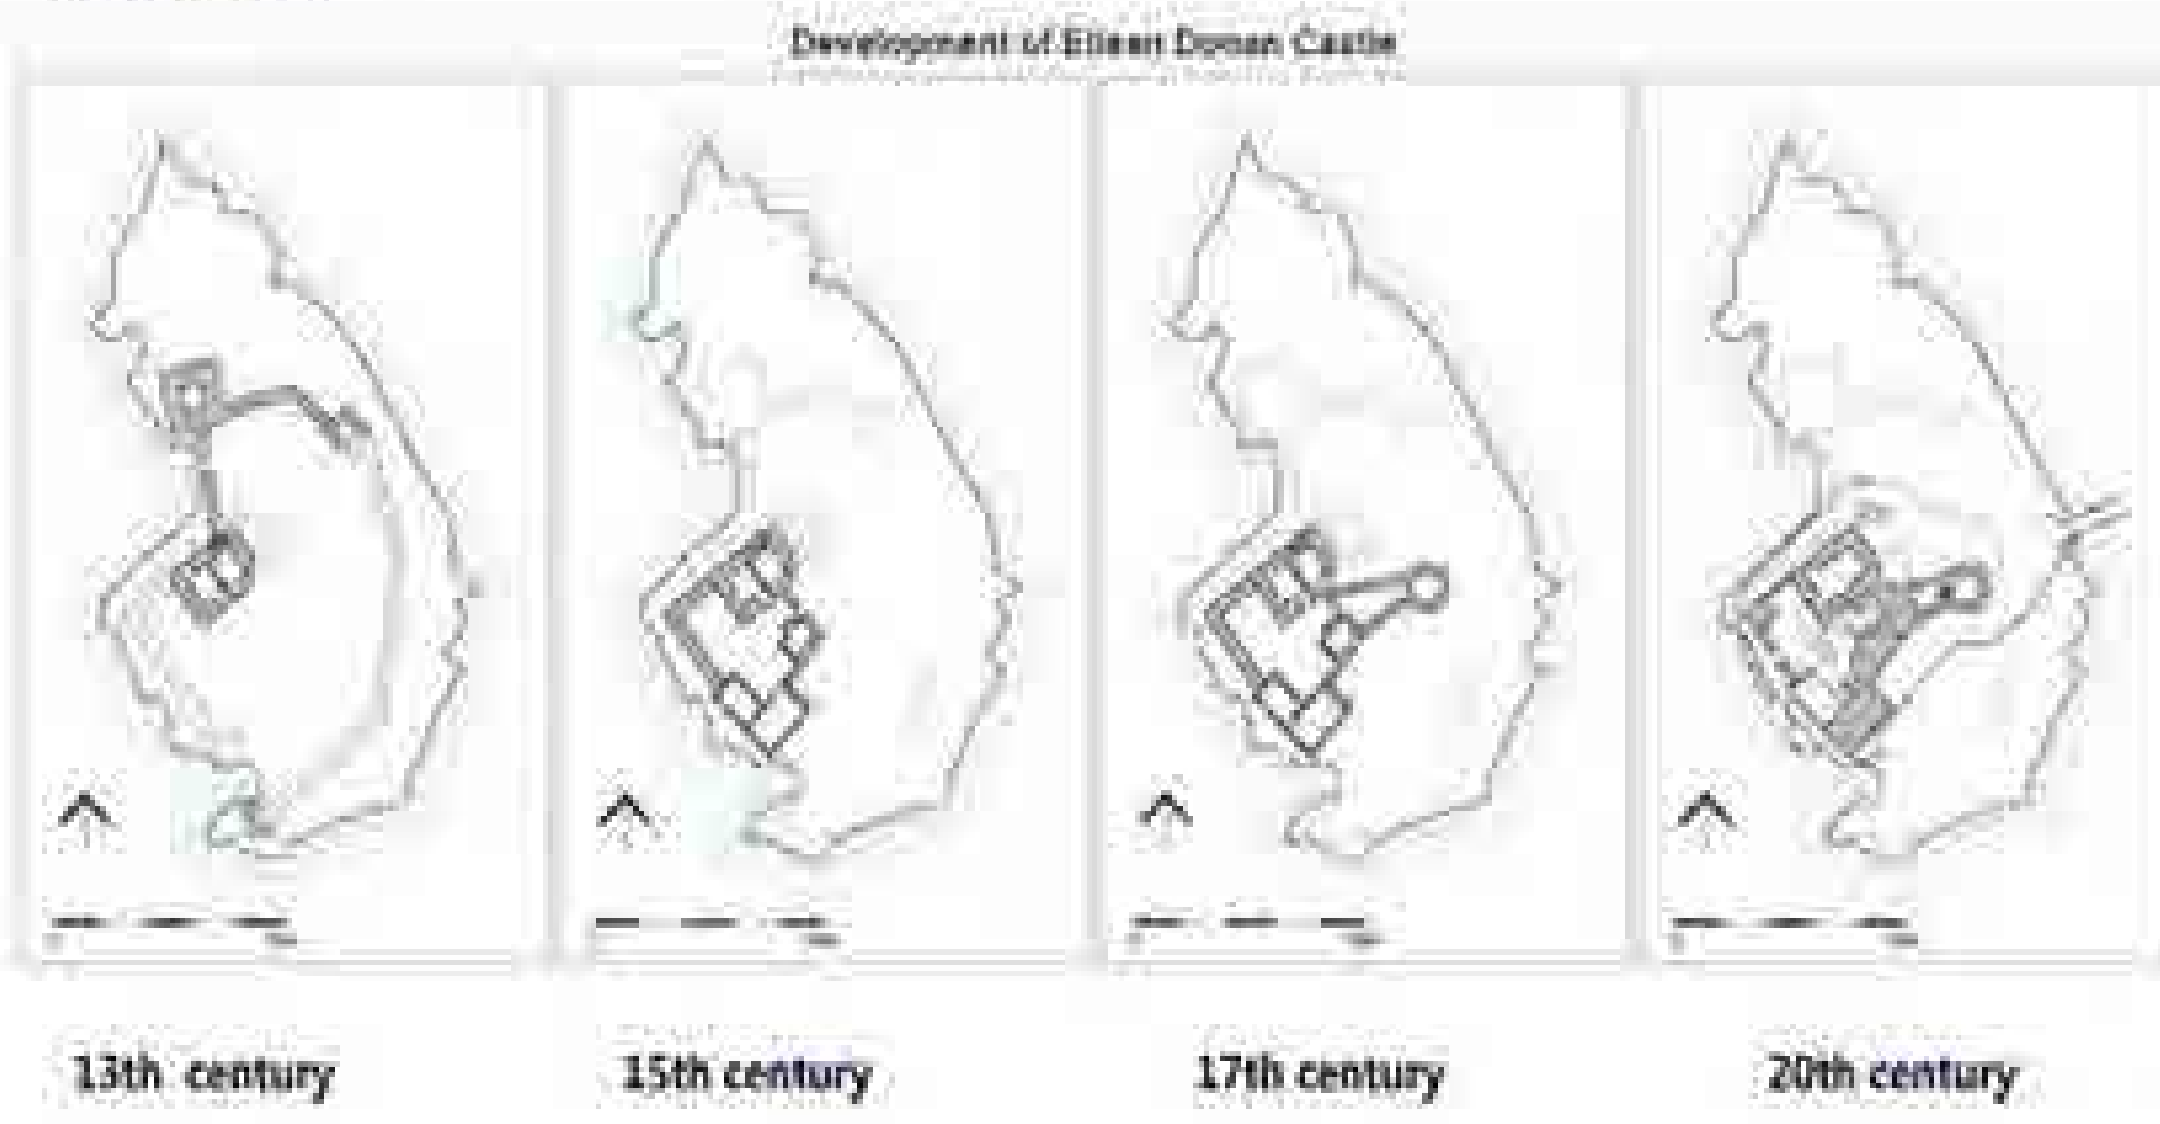 Development of Eilean Donan Castle
13th century
15th century
17th century
20th century